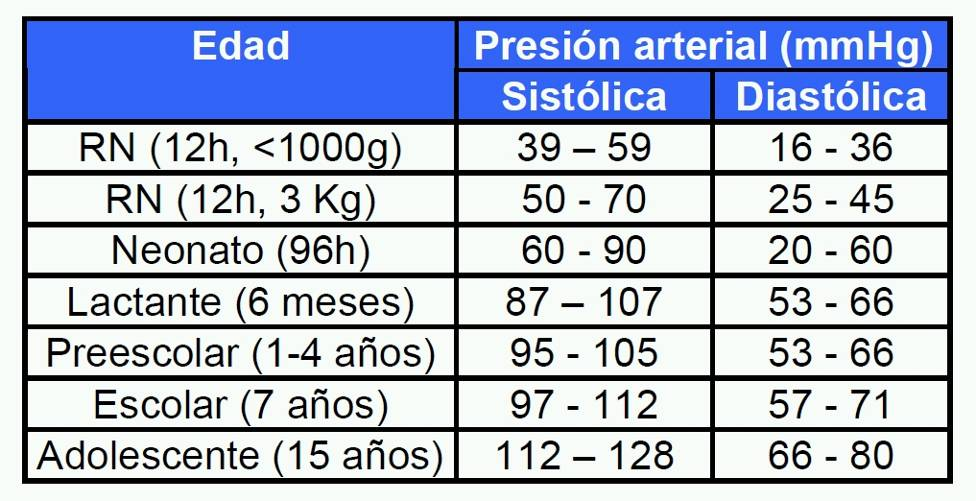 Edad Presión arterial (mmHg)
Sistólica Diastólica
RN (12h, <1000g) 39 – 59 16 - 36
RN (12h, 3 Kg) 50 - 70 25 - 45
Neonato (96h) 60 - 90 20 - 60
Lactante (6 meses) 87 – 107 53 - 66
Preescolar (1-4 años) 95 - 105 53 - 66
Escolar (7 años) 97 - 112 57 - 71
Adolescente (15 años) 112 – 128 66 - 80